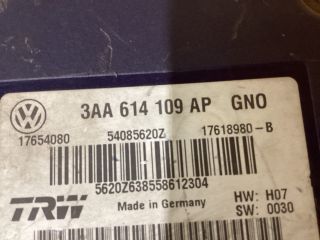 3AA 614 109 AP GNO
17654080 54085620Z 17618980-B
5620Z638558612304
TRW Made in Germany HW: H07
SW: 0030